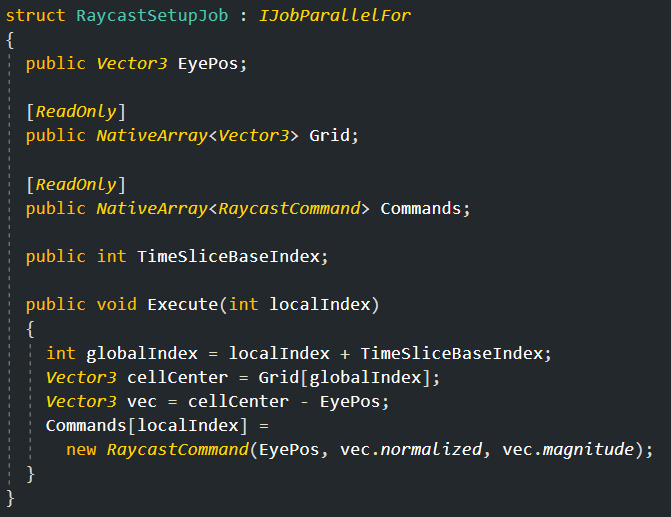 struct RaycastSetupJob : IJobParallelFor
{
  public Vector3 EyePos;

  [ReadOnly]
  public NativeArray<Vector3> Grid;

  [ReadOnly]
  public NativeArray<RaycastCommand> Commands;

  public int TimeSliceBaseIndex;

  public void Execute(int localIndex)
  {
    int globalIndex = localIndex + TimeSliceBaseIndex;
    Vector3 cellCenter = Grid[globalIndex];
    Vector3 vec = cellCenter - EyePos;
    Commands[localIndex] =
      new RaycastCommand(EyePos, vec.normalized, vec.magnitude);
  }
}